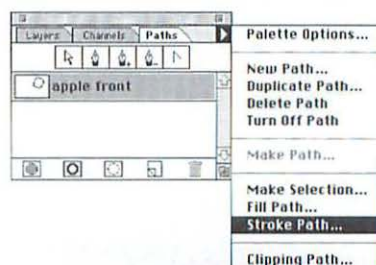 Layers Channels Paths
apple front
Palette Options...
New Path...
Duplicate Path...
Delete Path
Turn Off Path
Make Path...
Make Selection...
Fill Path...
Stroke Path...
Clipping Path...